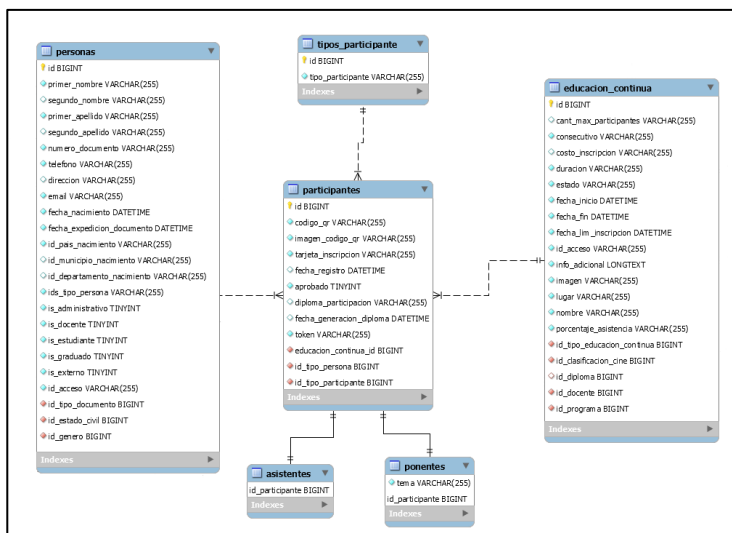 personas
id BIGINT
primer_nombre VARCHAR(255)
segundo_nombre VARCHAR(255)
primer_apellido VARCHAR(255)
segundo_apellido VARCHAR(255)
numero_documento VARCHAR(255)
telefono VARCHAR(255)
direccion VARCHAR(255)
email VARCHAR(255)
fecha_nacimiento DATETIME
fecha_expedicion_documento DATETIME
id_pais_nacimiento VARCHAR(255)
id_municipio_nacimiento VARCHAR(255)
id_departamento_nacimiento VARCHAR(255)
ids_tipo_persona VARCHAR(255)
is_administrativo TINYINT
is_docente TINYINT
is_estudiante TINYINT
is_graduado TINYINT
is_externo TINYINT
id_acceso VARCHAR(255)
id_tipo_documento BIGINT
id_estado_civil BIGINT
id_genero BIGINT
Indexes
tipos_participante
id BIGINT
tipo_participante VARCHAR(255)
Indexes
participantes
id BIGINT
codigo_qr VARCHAR(255)
imagen_codigo_qr VARCHAR(255)
tarjeta_inscripcion VARCHAR(255)
fecha_registro DATETIME
aprobado TINYINT
diploma_participacion VARCHAR(255)
fecha_generacion_diploma DATETIME
token VARCHAR(255)
educacion_continua_id BIGINT
id_tipo_persona BIGINT
id_tipo_participante BIGINT
Indexes
educacion_continua
id BIGINT
cant_max_participantes VARCHAR(255)
consecutivo VARCHAR(255)
costo_inscripcion VARCHAR(255)
duracion VARCHAR(255)
estado VARCHAR(255)
fecha_inicio DATETIME
fecha_fin DATETIME
fecha_lim_inscripcion DATETIME
id_acceso VARCHAR(255)
info_adicional LONGTEXT
imagen VARCHAR(255)
lugar VARCHAR(255)
nombre VARCHAR(255)
porcentaje_asistencia VARCHAR(255)
id_tipo_educacion_continua BIGINT
id_clasificacion_cine BIGINT
id_diploma BIGINT
id_docente BIGINT
id_programa BIGINT
Indexes
asistentes
id_participante BIGINT
Indexes
ponentes
tema VARCHAR(255)
id_participante BIGINT
Indexes